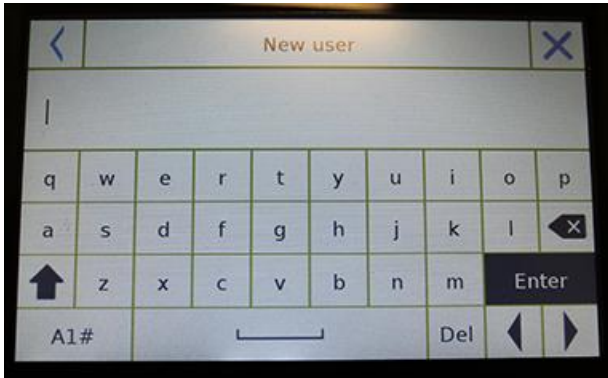 New user
q w e r t y u i o p
a s d f g h j k l
z x c v b n m Enter
A1# Del